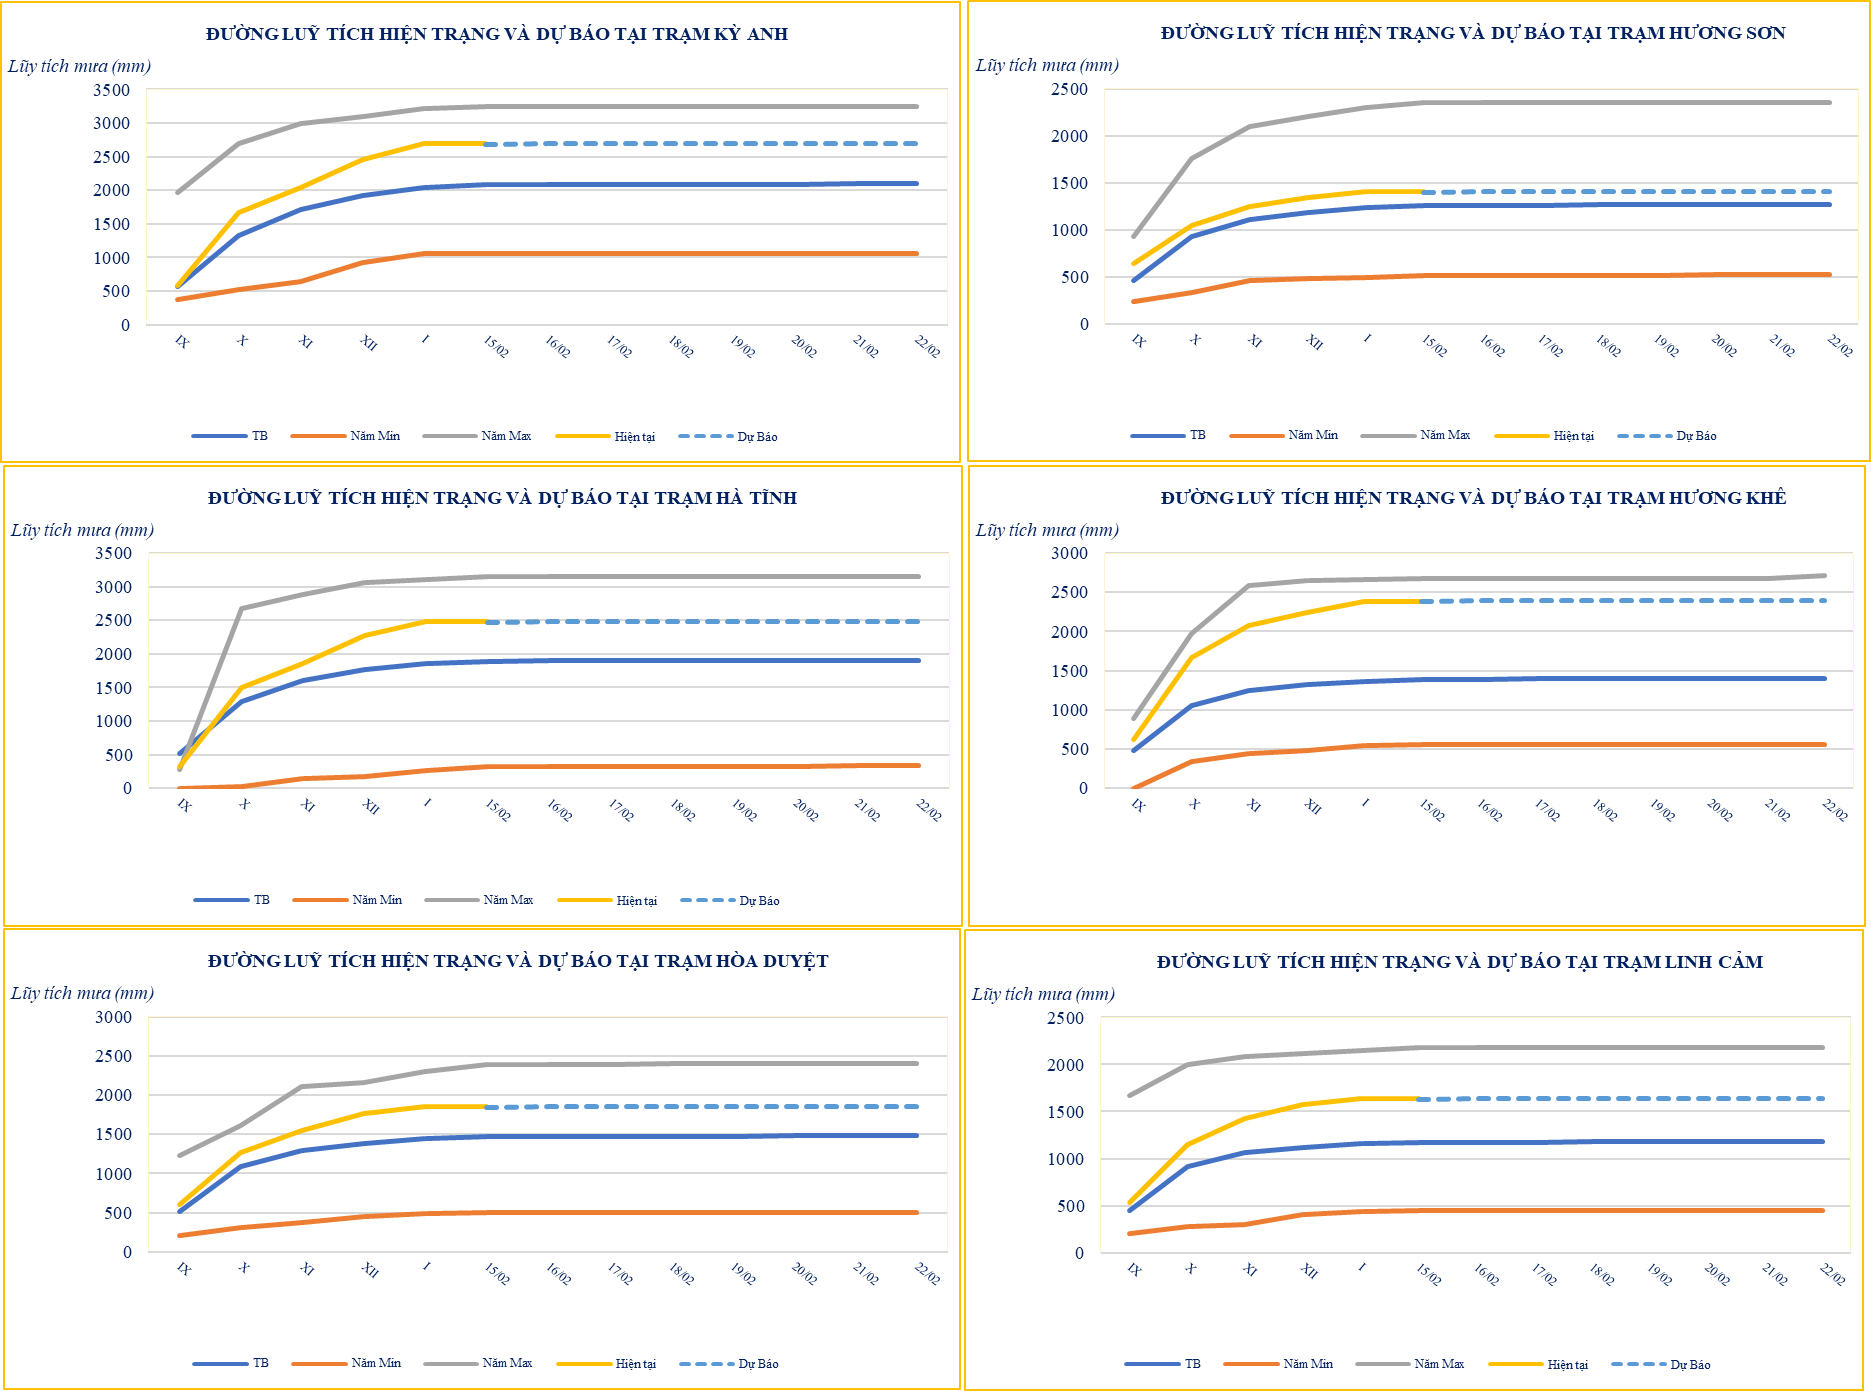 ĐƯỜNG LUỸ TÍCH HIỆN TRẠNG VÀ DỰ BÁO TẠI TRẠM KỲ ANH
Lũy tích mưa (mm)
3500
3000
2500
2000
1500
1000
500
0
IX X XI XII I 15/02 16/02 17/02 18/02 19/02 20/02 21/02 22/02
TB Năm Min Năm Max Hiện tại Dự Báo
ĐƯỜNG LUỸ TÍCH HIỆN TRẠNG VÀ DỰ BÁO TẠI TRẠM HƯƠNG SƠN
Lũy tích mưa (mm)
2500
2000
1500
1000
500
0
IX X XI XII I 15/02 16/02 17/02 18/02 19/02 20/02 21/02 22/02
TB Năm Min Năm Max Hiện tại Dự Báo
ĐƯỜNG LUỸ TÍCH HIỆN TRẠNG VÀ DỰ BÁO TẠI TRẠM HÀ TĨNH
Lũy tích mưa (mm)
3500
3000
2500
2000
1500
1000
500
0
IX X XI XII I 15/02 16/02 17/02 18/02 19/02 20/02 21/02 22/02
TB Năm Min Năm Max Hiện tại Dự Báo
ĐƯỜNG LUỸ TÍCH HIỆN TRẠNG VÀ DỰ BÁO TẠI TRẠM HƯƠNG KHÊ
Lũy tích mưa (mm)
3000
2500
2000
1500
1000
500
0
IX X XI XII I 15/02 16/02 17/02 18/02 19/02 20/02 21/02 22/02
ĐƯỜNG LUỸ TÍCH HIỆN TRẠNG VÀ DỰ BÁO TẠI TRẠM HÒA DUYỆT
Lũy tích mưa (mm)
3000
2500
2000
1500
1000
500
0
IX X XI XII I 15/02 16/02 17/02 18/02 19/02 20/02 21/02 22/02
TB Năm Min Năm Max Hiện tại Dự Báo
ĐƯỜNG LUỸ TÍCH HIỆN TRẠNG VÀ DỰ BÁO TẠI TRẠM LINH CẢM
Lũy tích mưa (mm)
2500
2000
1500
1000
500
0
IX X XI XII I 15/02 16/02 17/02 18/02 19/02 20/02 21/02 22/02
TB Năm Min Năm Max Hiện tại Dự Báo